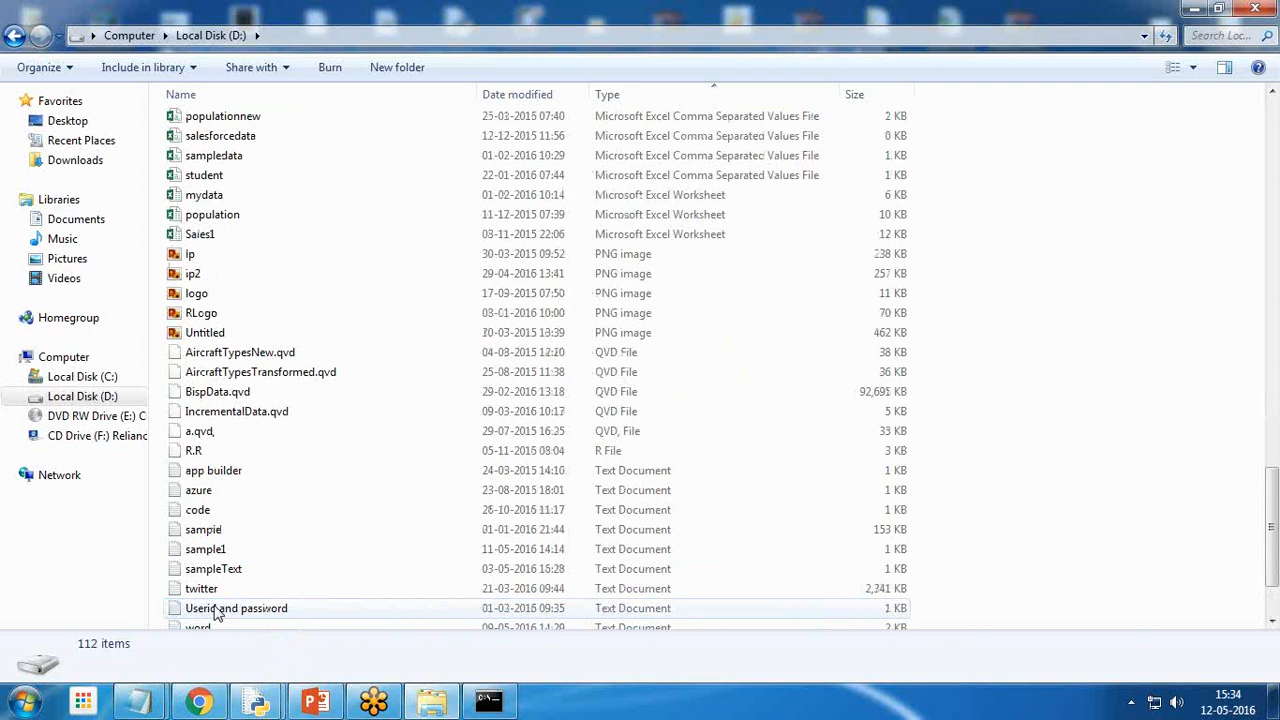 Computer Local Disk (D:) Search Loc...
Organize Include in library Share with Burn New folder
Name Date modified Type Size
Favorites
Desktop
Recent Places
Downloads
Libraries
Documents
Music
Pictures
Videos
Homegroup
Computer
Local Disk (C:)
Local Disk (D:)
DVD RW Drive (E:) C
CD Drive (F:) Relianc
Network
populationnew 25-02-2015 07:40 Microsoft Excel Comma Separated Values File 2 KB
salesforcedata 12-12-2015 11:56 Microsoft Excel Comma Separated Values File 0 KB
sampledata 01-02-2016 10:29 Microsoft Excel Comma Separated Values File 1 KB
student 22-01-2016 07:44 Microsoft Excel Comma Separated Values File 1 KB
mydata 01-02-2016 10:14 Microsoft Excel Worksheet 6 KB
population 11-12-2015 07:39 Microsoft Excel Worksheet 10 KB
Sales1 03-11-2015 22:06 Microsoft Excel Worksheet 12 KB
Ip 30-03-2015 09:52 PNG image 238 KB
ip2 29-04-2016 13:41 PNG image 257 KB
logo 17-03-2015 07:50 PNG image 11 KB
RLogo 03-01-2016 10:00 PNG image 70 KB
Untitled PNG image 462 KB
AircraftTypesNew.qvd QVD File 38 KB
AircraftTypesTransformed.qvd 25-08-2015 11:38 QVD File 36 KB
BispData.qvd 29-02-2016 13:18 QVD File 92,695 KB
IncrementalData.qvd 09-03-2016 10:17 QVD File 5 KB
a.qvd, 29-07-2015 16:25 QVD, File 33 KB
R.R 05-11-2015 08:04 R File 3 KB
app builder 24-03-2015 14:10 Text Document 1 KB
azure 23-08-2015 18:01 Text Document 1 KB
code 26-10-2015 11:17 Text Document 1 KB
01-01-2016 21:44 Text Document 153 KB
sample1 11-05-2016 14:14 Text Document 1 KB
sampleText 03-05-2016 15:28 Text Document 1 KB
twitter 21-03-2016 09:44 Text Document 2,341 KB
Userid and password 01-03-2016 09:35 Text Document 1 KB
word 09-05-2016 14:29 Text Document 2 KB
112 items
15:34
12-05-2016